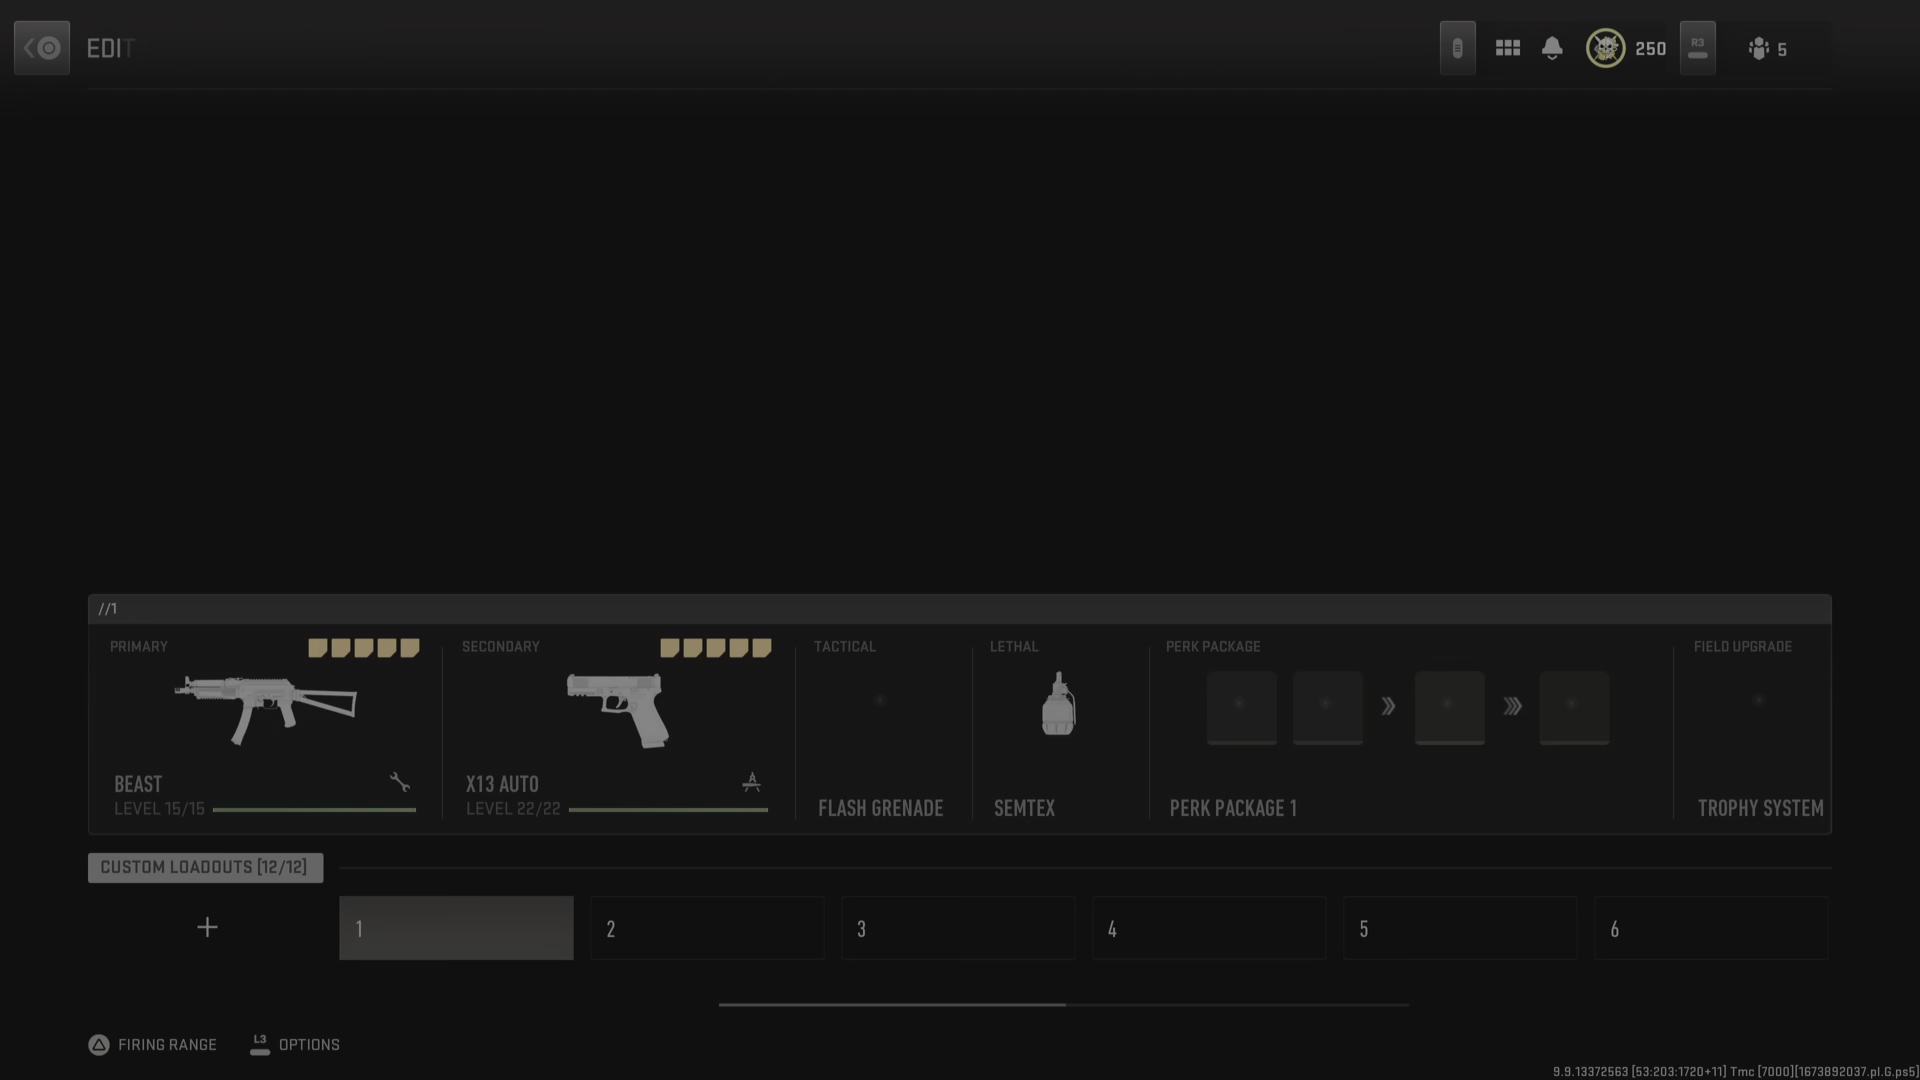 EDIT
250
R3
5
//1
PRIMARY
SECONDARY
TACTICAL
LETHAL
PERK PACKAGE
FIELD UPGRADE
BEAST
LEVEL 15/15
X13 AUTO
LEVEL 22/22
FLASH GRENADE
SEMTEX
PERK PACKAGE 1
TROPHY SYSTEM
CUSTOM LOADOUTS [12/12]
+
1
2
3
4
5
6
FIRING RANGE
L3
OPTIONS
9.9.13372563 [53:203:1720+11] Tmc [7000][1673892037.pl.G.ps5]